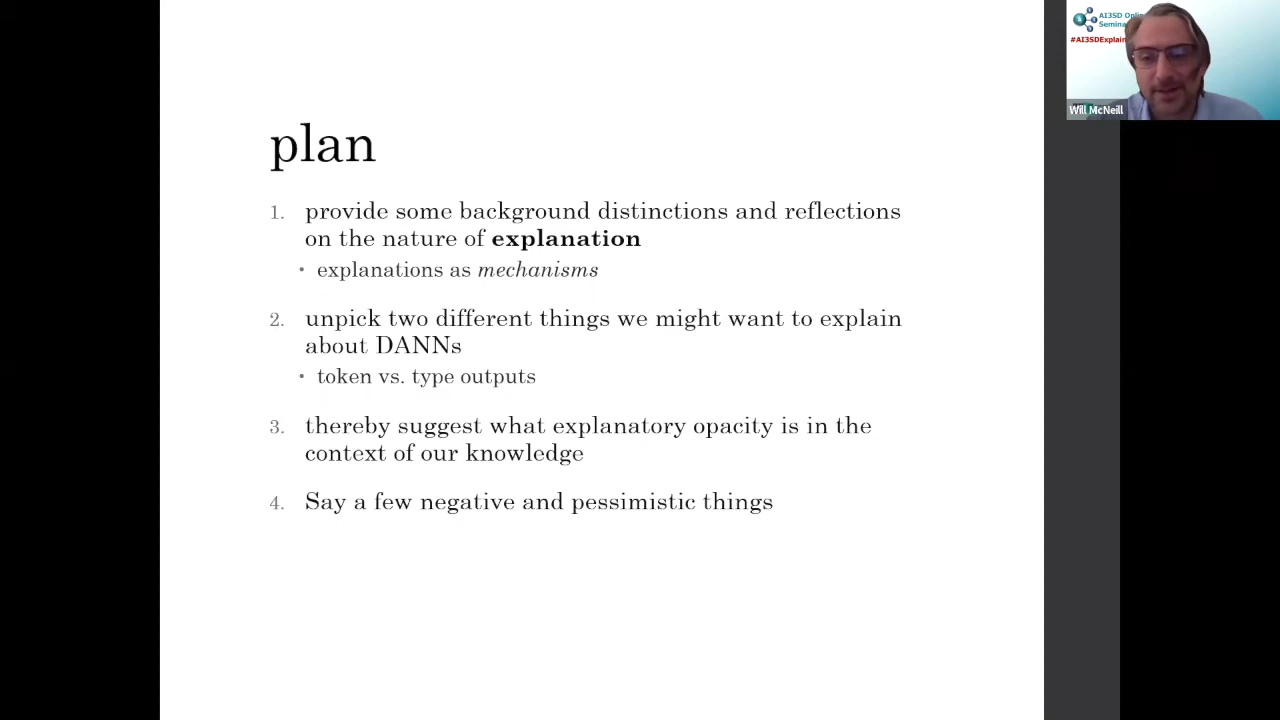 plan
1. provide some background distinctions and reflections
on the nature of explanation
• explanations as mechanisms
2. unpick two different things we might want to explain
about DANNs
• token vs. type outputs
3. thereby suggest what explanatory opacity is in the
context of our knowledge
4. Say a few negative and pessimistic things
AI3SD
#AI3SDExplain
Will McNeill